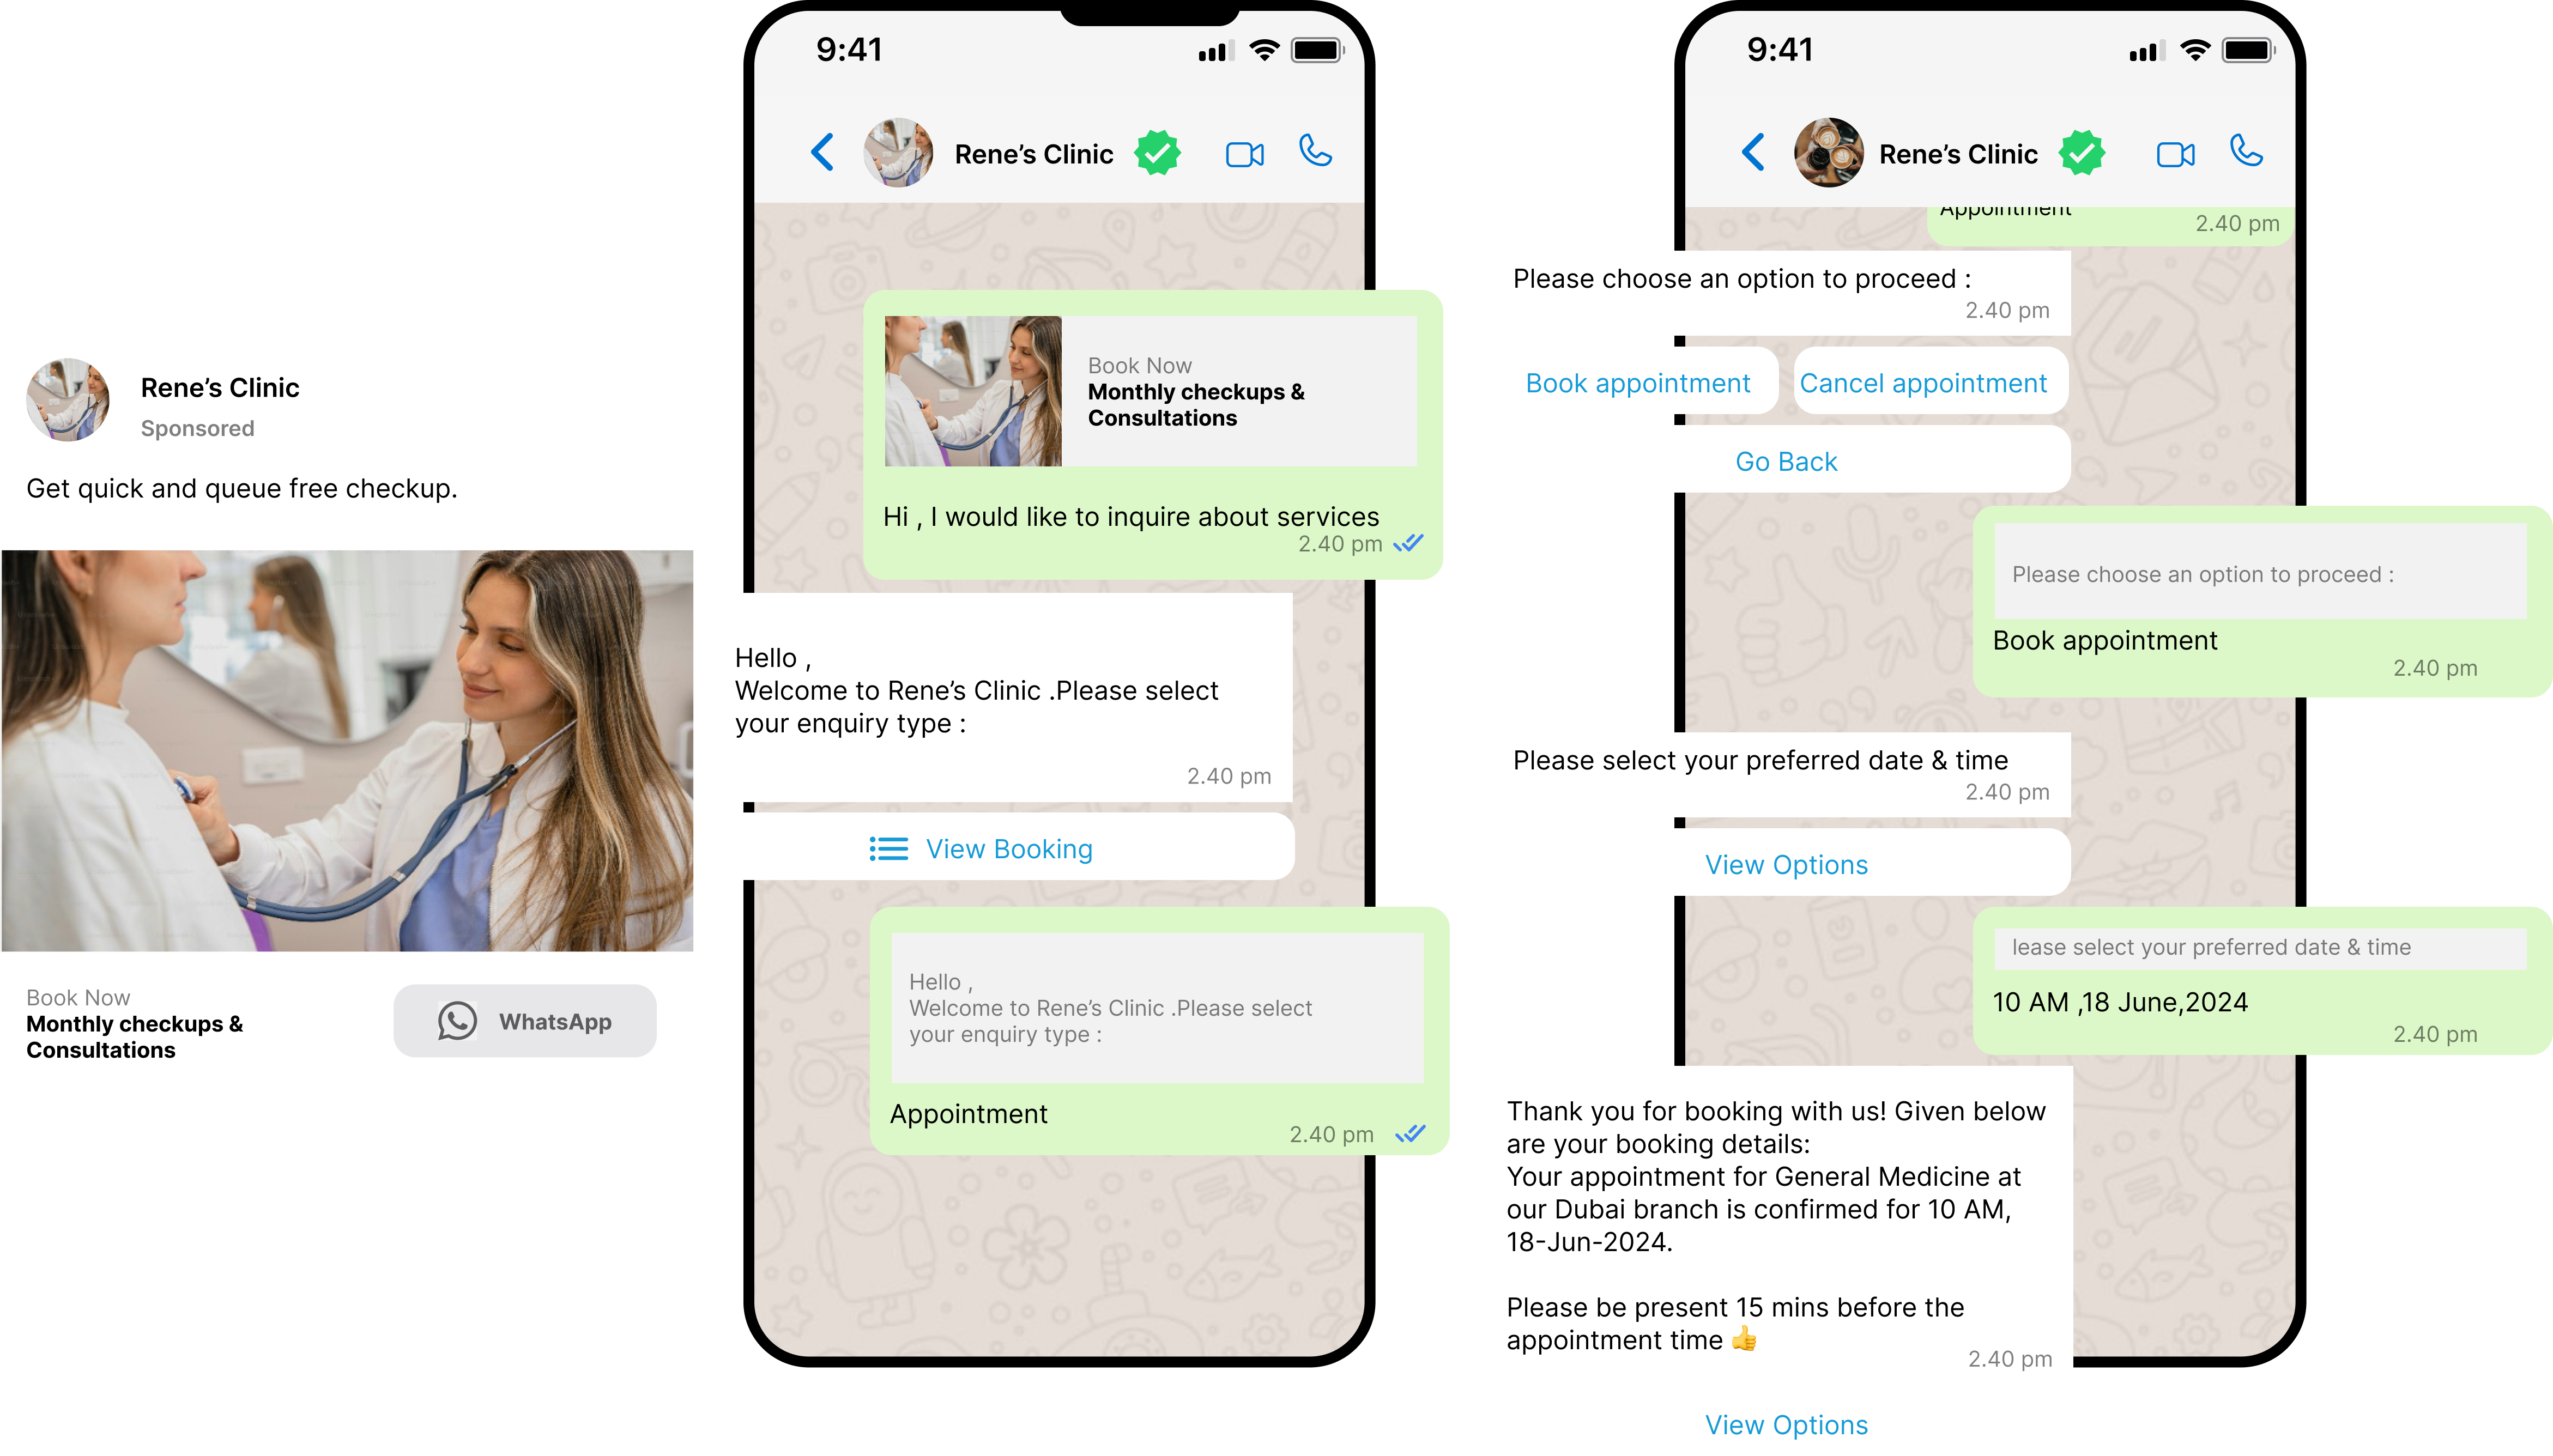 Rene’s Clinic
Sponsored
Get quick and queue free checkup.
Book Now
Monthly checkups &
Consultations
WhatsApp
9:41
Rene’s Clinic
Book Now
Monthly checkups &
Consultations
Hi , I would like to inquire about services
2.40 pm
Hello ,
Welcome to Rene’s Clinic .Please select
your enquiry type :
2.40 pm
View Booking
Hello ,
Welcome to Rene’s Clinic .Please select
your enquiry type :
Appointment
2.40 pm
9:41
Rene’s Clinic
Appointment
2.40 pm
Please choose an option to proceed :
2.40 pm
Book appointment
Cancel appointment
Go Back
Please choose an option to proceed :
Book appointment
2.40 pm
Please select your preferred date & time
2.40 pm
View Options
lease select your preferred date & time
10 AM ,18 June,2024
2.40 pm
Thank you for booking with us! Given below
are your booking details:
Your appointment for General Medicine at
our Dubai branch is confirmed for 10 AM,
18-Jun-2024.
Please be present 15 mins before the
appointment time 👍
2.40 pm
View Options